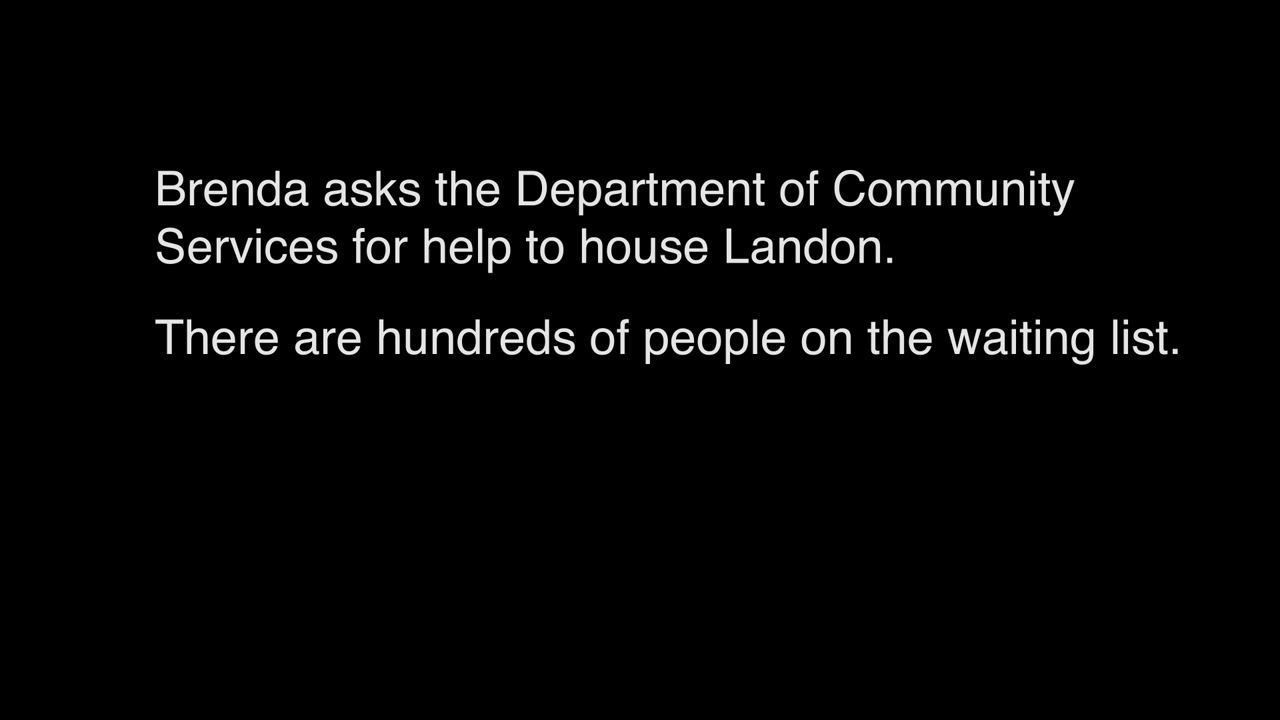 Brenda asks the Department of Community
Services for help to house Landon.
There are hundreds of people on the waiting list.